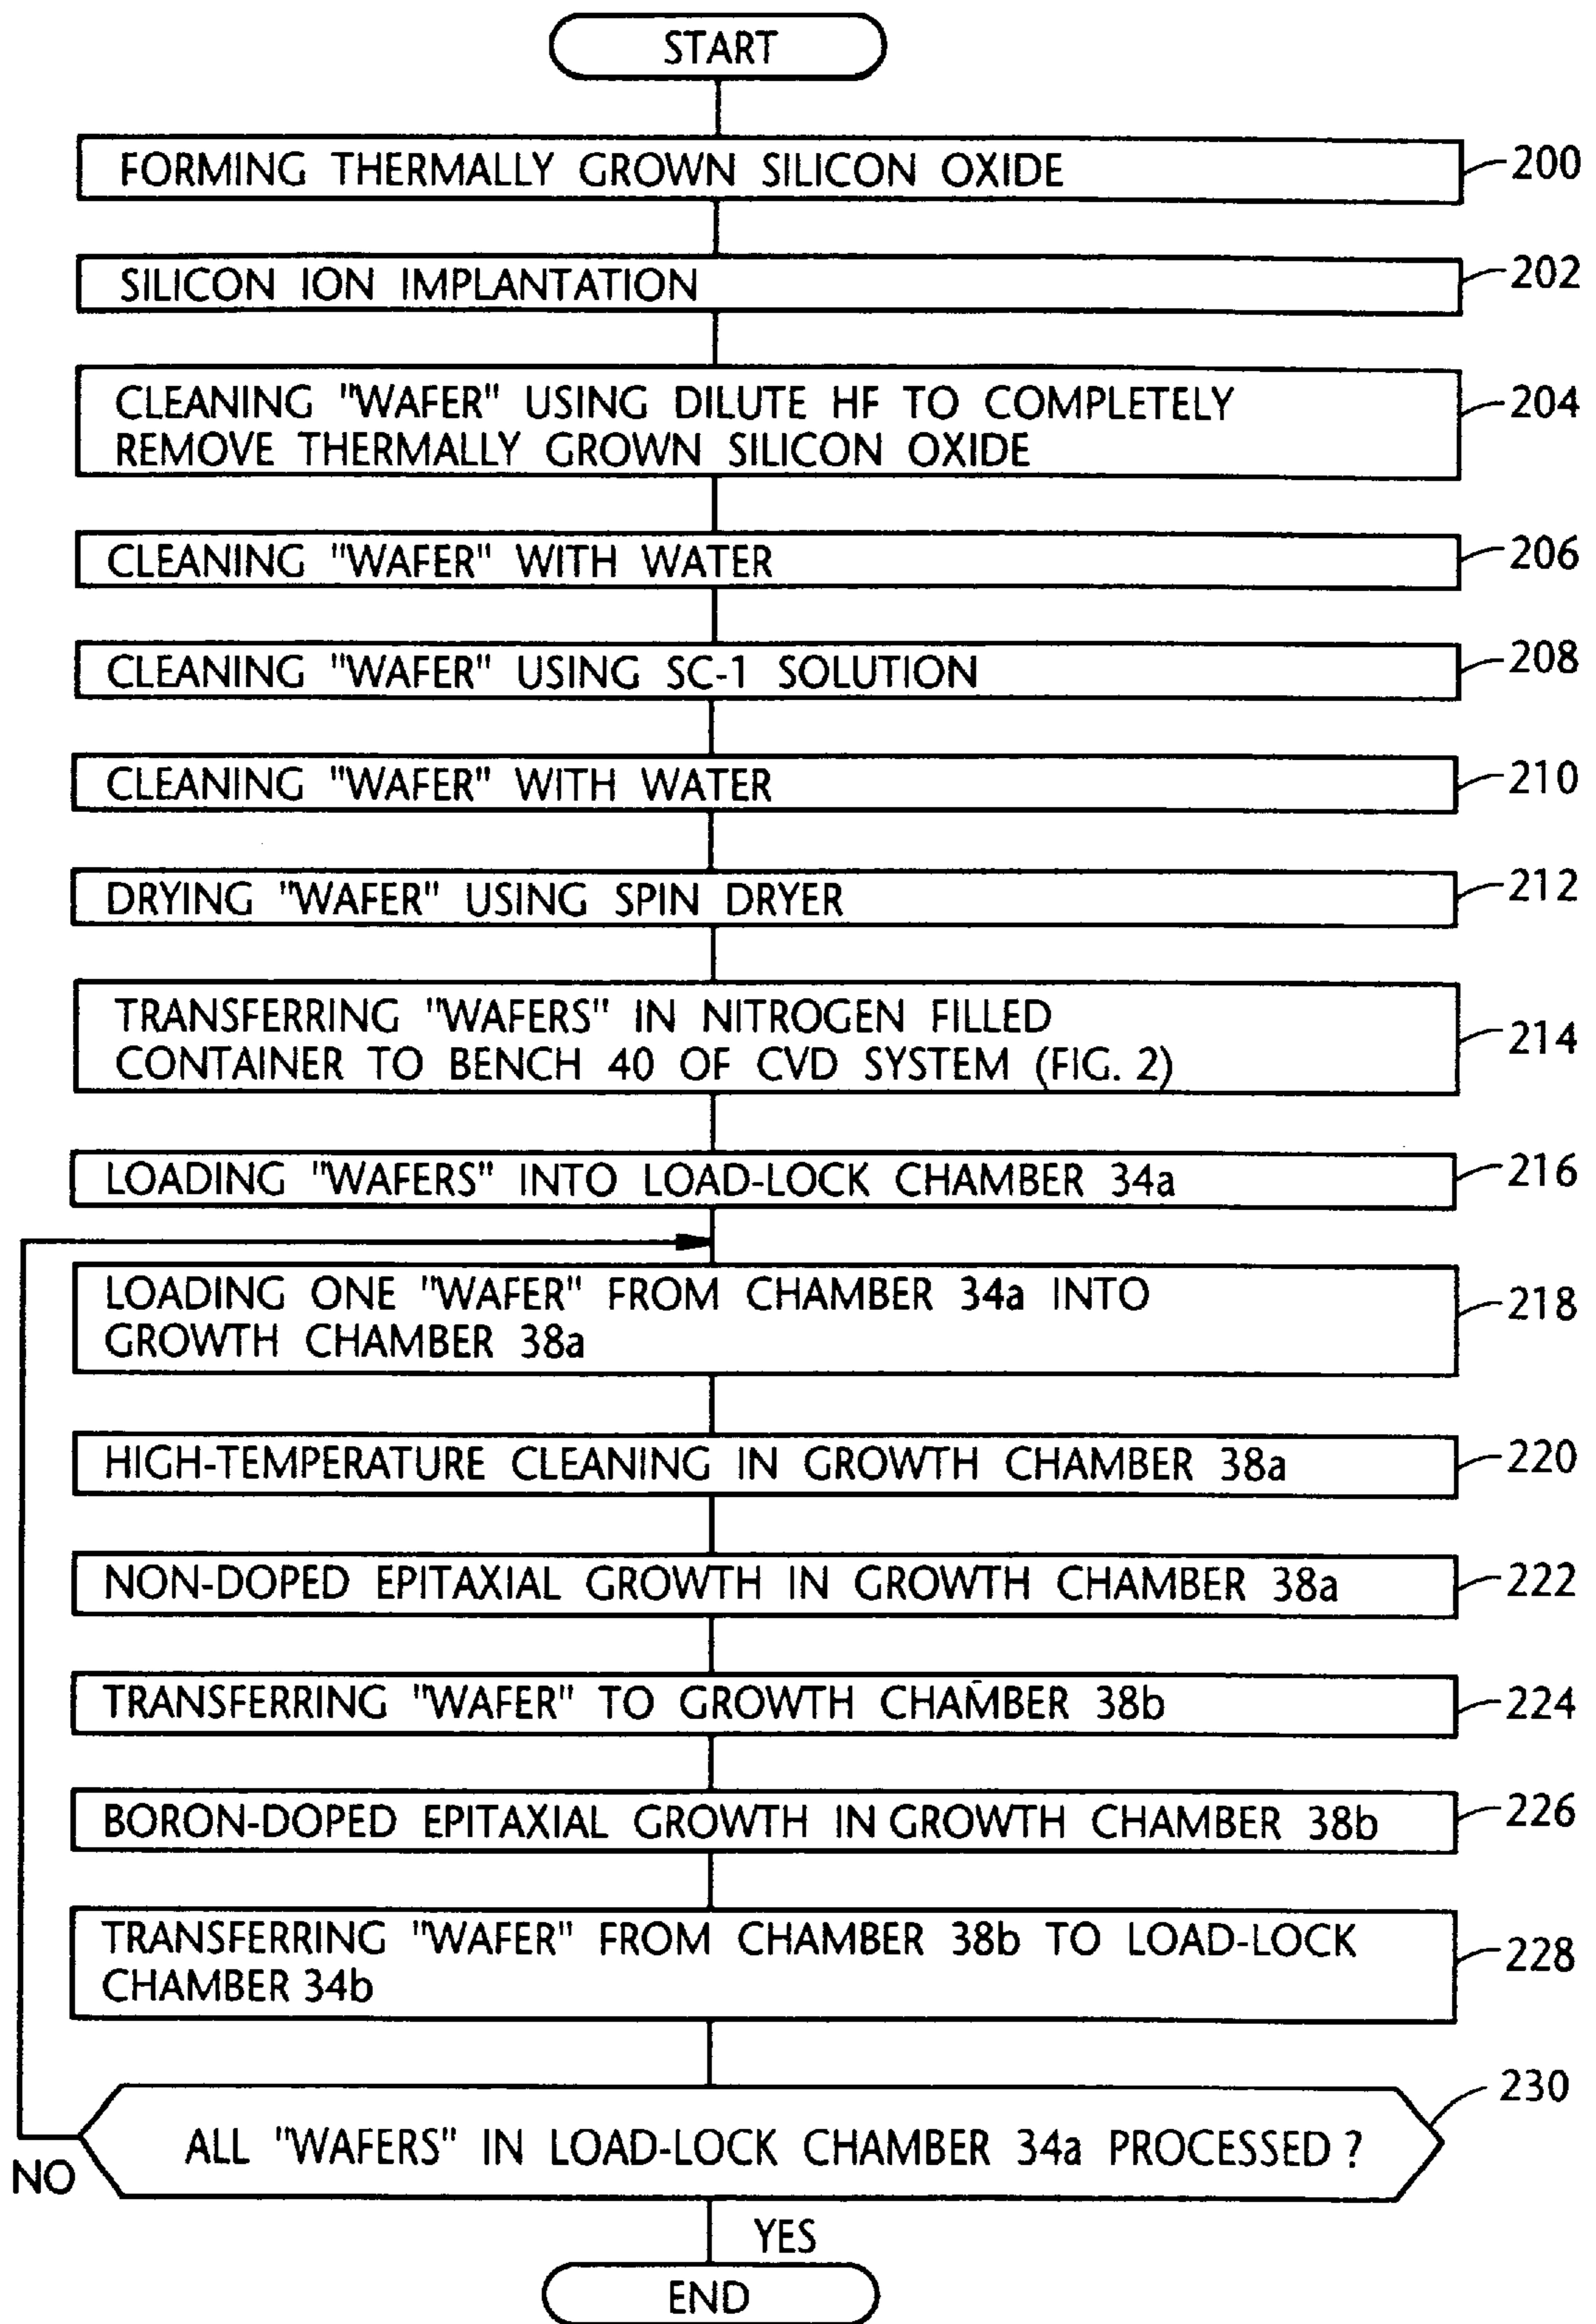 START
FORMING THERMALLY GROWN SILICON OXIDE 200
SILICON ION IMPLANTATION 202
CLEANING "WAFER" USING DILUTE HF TO COMPLETELY 204
REMOVE THERMALLY GROWN SILICON OXIDE
CLEANING "WAFER" WITH WATER 206
CLEANING "WAFER" USING SC-1 SOLUTION 208
CLEANING "WAFER" WITH WATER 210
DRYING "WAFER" USING SPIN DRYER 212
TRANSFERRING "WAFERS" IN NITROGEN FILLED 214
CONTAINER TO BENCH 40 OF CVD SYSTEM (FIG. 2)
LOADING "WAFERS" INTO LOAD-LOCK CHAMBER 34a 216
LOADING ONE "WAFER" FROM CHAMBER 34a INTO 218
GROWTH CHAMBER 38a
HIGH-TEMPERATURE CLEANING IN GROWTH CHAMBER 38a 220
NON-DOPED EPITAXIAL GROWTH IN GROWTH CHAMBER 38a 222
TRANSFERRING "WAFER" TO GROWTH CHAMBER 38b 224
BORON-DOPED EPITAXIAL GROWTH IN GROWTH CHAMBER 38b 226
TRANSFERRING "WAFER" FROM CHAMBER 38b TO LOAD-LOCK 228
CHAMBER 34b
230
ALL "WAFERS" IN LOAD-LOCK CHAMBER 34a PROCESSED ?
NO
YES
END